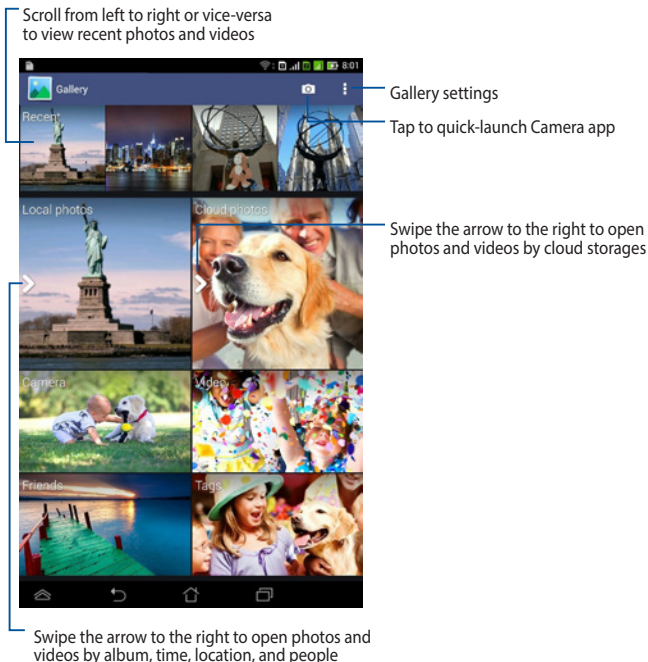 Scroll from left to right or vice-versa
to view recent photos and videos
8:01
Gallery
Gallery settings
Recent
Tap to quick-launch Camera app
Local photos
Cloud photos
Swipe the arrow to the right to open
photos and videos by cloud storages
Camera
Video
Friends
Tags
Swipe the arrow to the right to open photos and
videos by album, time, location, and people